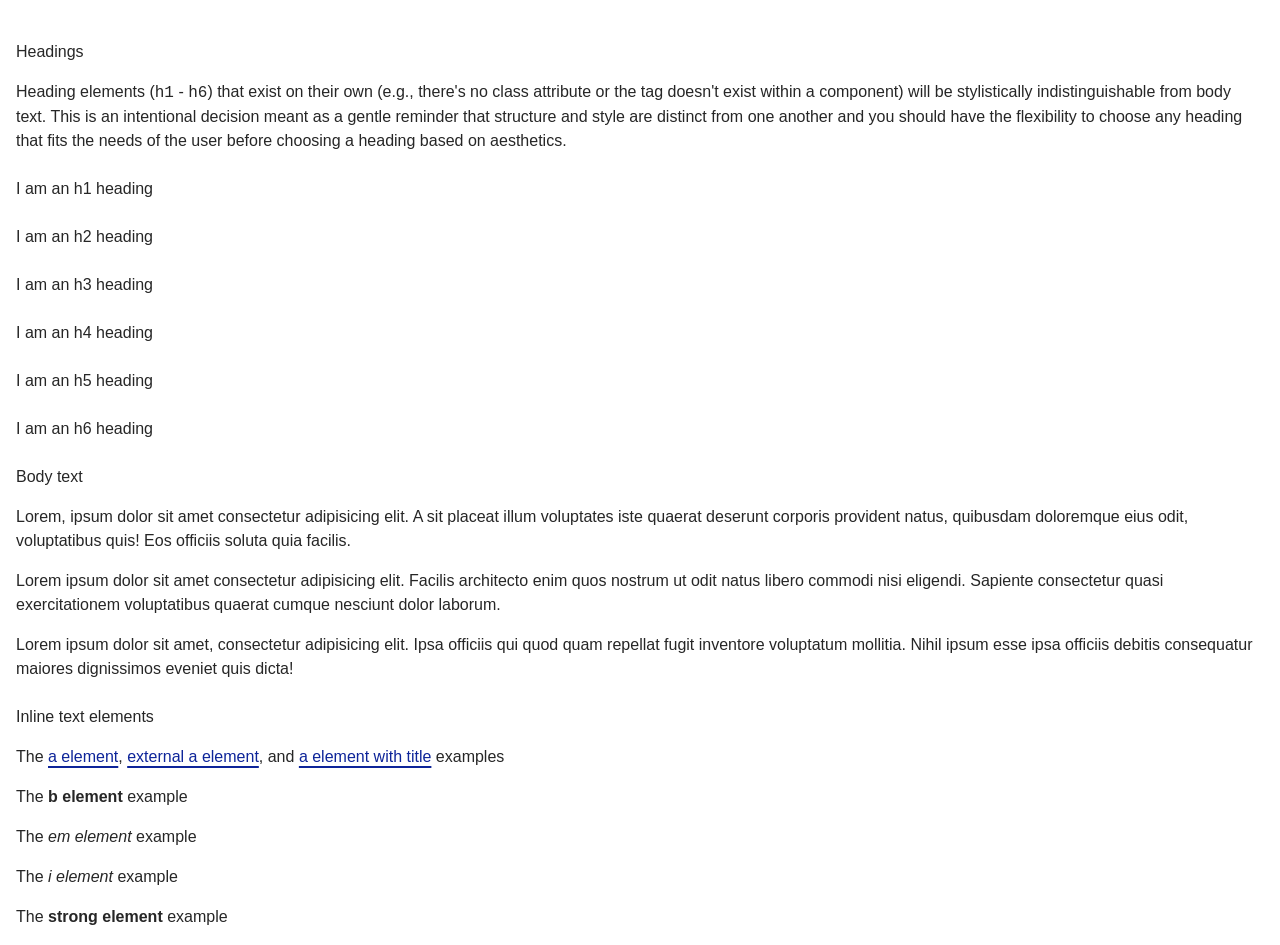 Headings
Heading elements (h1 - h6) that exist on their own (e.g., there's no class attribute or the tag doesn't exist within a component) will be stylistically indistinguishable from body
text. This is an intentional decision meant as a gentle reminder that structure and style are distinct from one another and you should have the flexibility to choose any heading
that fits the needs of the user before choosing a heading based on aesthetics.
I am an h1 heading
I am an h2 heading
I am an h3 heading
I am an h4 heading
I am an h5 heading
I am an h6 heading
Body text
Lorem, ipsum dolor sit amet consectetur adipisicing elit. A sit placeat illum voluptates iste quaerat deserunt corporis provident natus, quibusdam doloremque eius odit,
voluptatibus quis! Eos officiis soluta quia facilis.
Lorem ipsum dolor sit amet consectetur adipisicing elit. Facilis architecto enim quos nostrum ut odit natus libero commodi nisi eligendi. Sapiente consectetur quasi
exercitationem voluptatibus quaerat cumque nesciunt dolor laborum.
Lorem ipsum dolor sit amet, consectetur adipisicing elit. Ipsa officiis qui quod quam repellat fugit inventore voluptatum mollitia. Nihil ipsum esse ipsa officiis debitis consequatur
maiores dignissimos eveniet quis dicta!
Inline text elements
The a element, external a element, and a element with title examples
The b element example
The em element example
The i element example
The strong element example